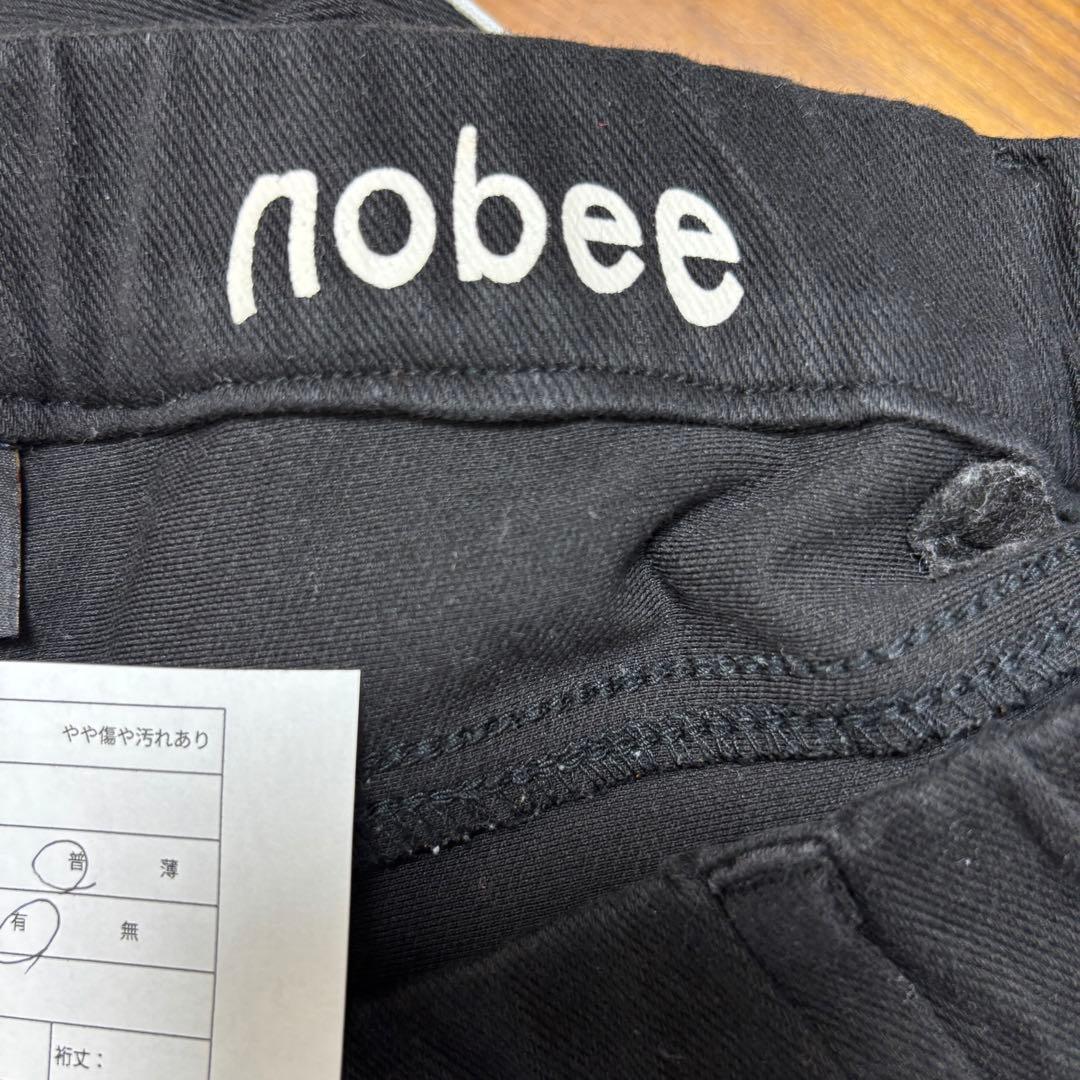 nobee
やや傷や汚れあり
普 薄
有 無
裄丈：